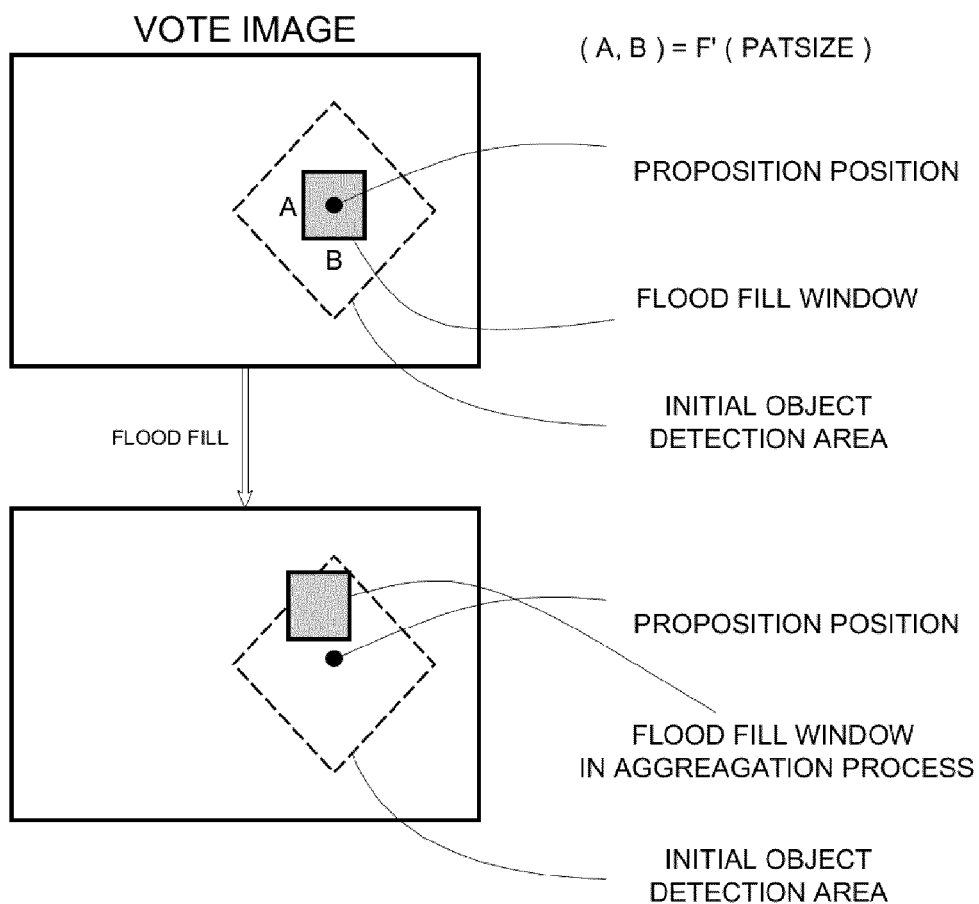 VOTE IMAGE
( A, B ) = F' ( PATSIZE )
PROPOSITION POSITION
A
B
FLOOD FILL WINDOW
INITIAL OBJECT
DETECTION AREA
FLOOD FILL
PROPOSITION POSITION
FLOOD FILL WINDOW
IN AGGREAGATION PROCESS
INITIAL OBJECT
DETECTION AREA